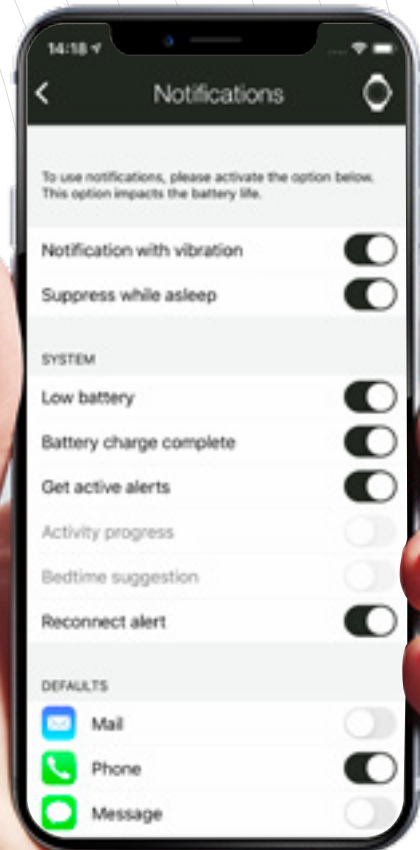 14:18
Notifications
To use notifications, please activate the option below.
This option impacts the battery life.
Notification with vibration
Suppress while asleep
SYSTEM
Low battery
Battery charge complete
Get active alerts
Activity progress
Bedtime suggestion
Reconnect alert
DEFAULTS
Mail
Phone
Message